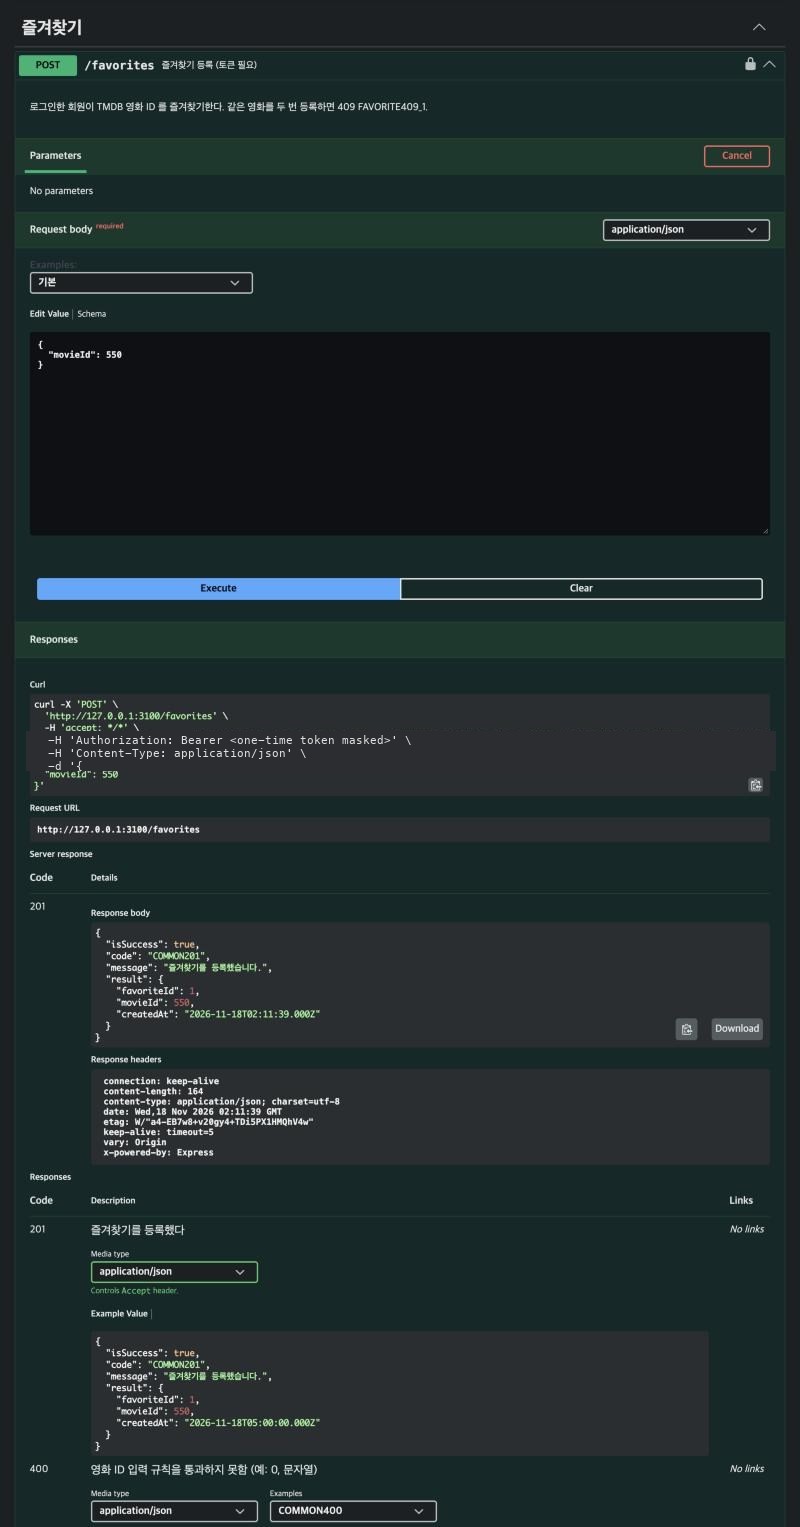 즐겨찾기
POST /favorites 즐겨찾기 등록 (토큰 필요)
로그인한 회원이 TMDB 영화 ID 를 즐겨찾기한다. 같은 영화를 두 번 등록하면 409 FAVORITE409_1.
Parameters Cancel
No parameters
Request body required application/json
Examples:
기본
Edit Value | Schema
{
  "movieId": 550
}
Execute Clear
Responses
Curl
curl -X 'POST' \
  'http://127.0.0.1:3100/favorites' \
  -H 'accept: */*' \
  -H 'Authorization: Bearer <one-time token masked>' \
  -H 'Content-Type: application/json' \
  -d '{
  "movieId": 550
}'
Request URL
http://127.0.0.1:3100/favorites
Server response
Code Details
201
Response body
{
  "isSuccess": true,
  "code": "COMMON201",
  "message": "즐겨찾기를 등록했습니다.",
  "result": {
    "favoriteId": 1,
    "movieId": 550,
    "createdAt": "2026-11-18T02:11:39.000Z"
  }
}
Download
Response headers
connection: keep-alive
content-length: 164
content-type: application/json; charset=utf-8
date: Wed,18 Nov 2026 02:11:39 GMT
etag: W/"a4-EB7w8+v20gy4+TDi5PX1HMQhV4w"
keep-alive: timeout=5
vary: Origin
x-powered-by: Express
Responses
Code Description Links
201 즐겨찾기를 등록했다 No links
Media type
application/json
Controls Accept header.
Example Value |
{
  "isSuccess": true,
  "code": "COMMON201",
  "message": "즐겨찾기를 등록했습니다.",
  "result": {
    "favoriteId": 1,
    "movieId": 550,
    "createdAt": "2026-11-18T05:00:00.000Z"
  }
}
400 영화 ID 입력 규칙을 통과하지 못함 (예: 0, 문자열) No links
Media type Examples
application/json COMMON400